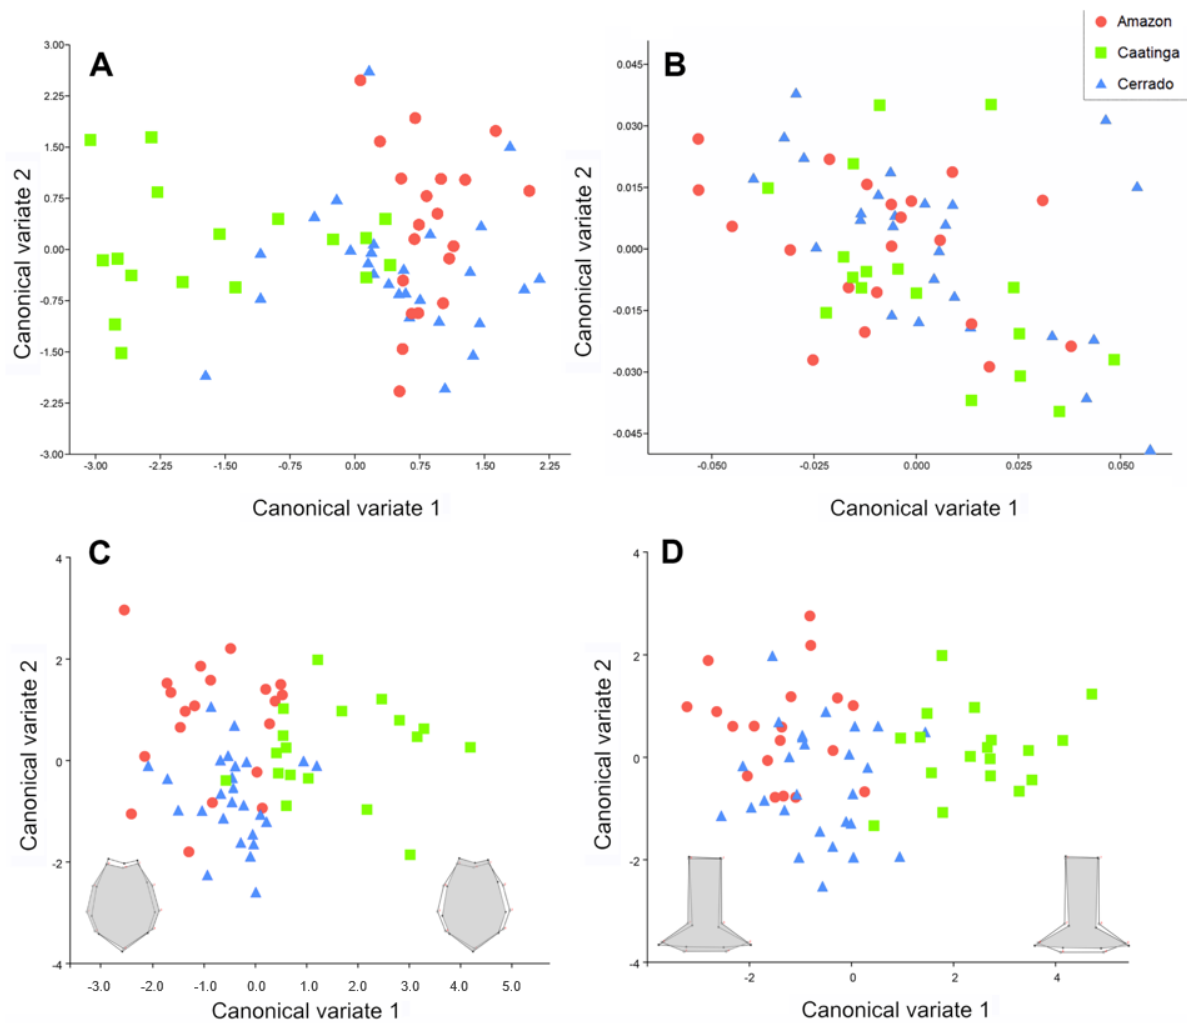 Amazon
Caatinga
Cerrado
A
3.00
2.25
1.50
0.75
0.00
-0.75
-1.50
-2.25
-3.00
Canonical variate 2
-3.00 -2.25 -1.50 -0.75 0.00 0.75 1.50 2.25
Canonical variate 1
B
0.045
0.030
0.015
0.000
-0.015
-0.030
-0.045
Canonical variate 2
-0.050 -0.025 0.000 0.025 0.050
Canonical variate 1
C
4
2
0
-2
-4
Canonical variate 2
-3.0 -2.0 -1.0 0.0 1.0 2.0 3.0 4.0 5.0
Canonical variate 1
D
4
2
0
-2
-4
Canonical variate 2
-2 0 2 4
Canonical variate 1